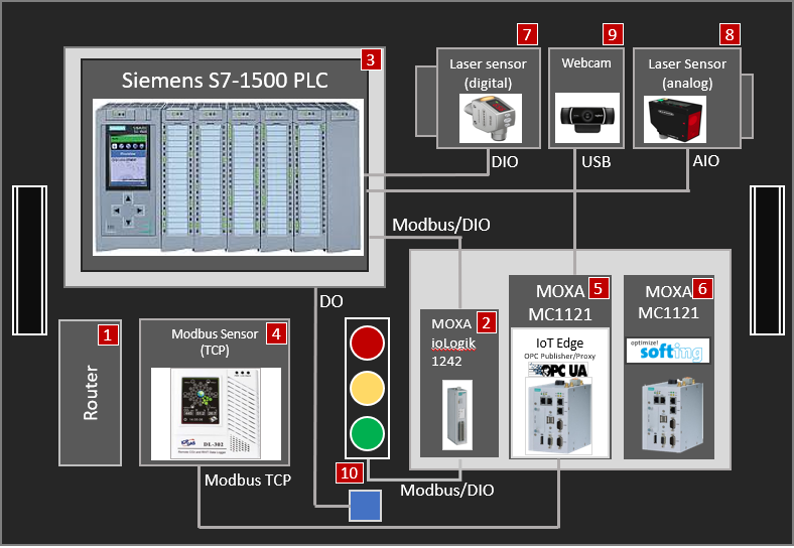 3
Siemens S7-1500 PLC
7
Laser sensor
(digital)
DIO
9
Webcam
USB
8
Laser Sensor
(analog)
AIO
Modbus/DIO
DO
1
Router
4
Modbus Sensor
(TCP)
DL-302
Modbus TCP
10
2
MOXA
ioLogik
1242
Modbus/DIO
5
MOXA
MC1121
IoT Edge
OPC Publisher/Proxy
OPC UA
6
MOXA
MC1121
optimize!
softing